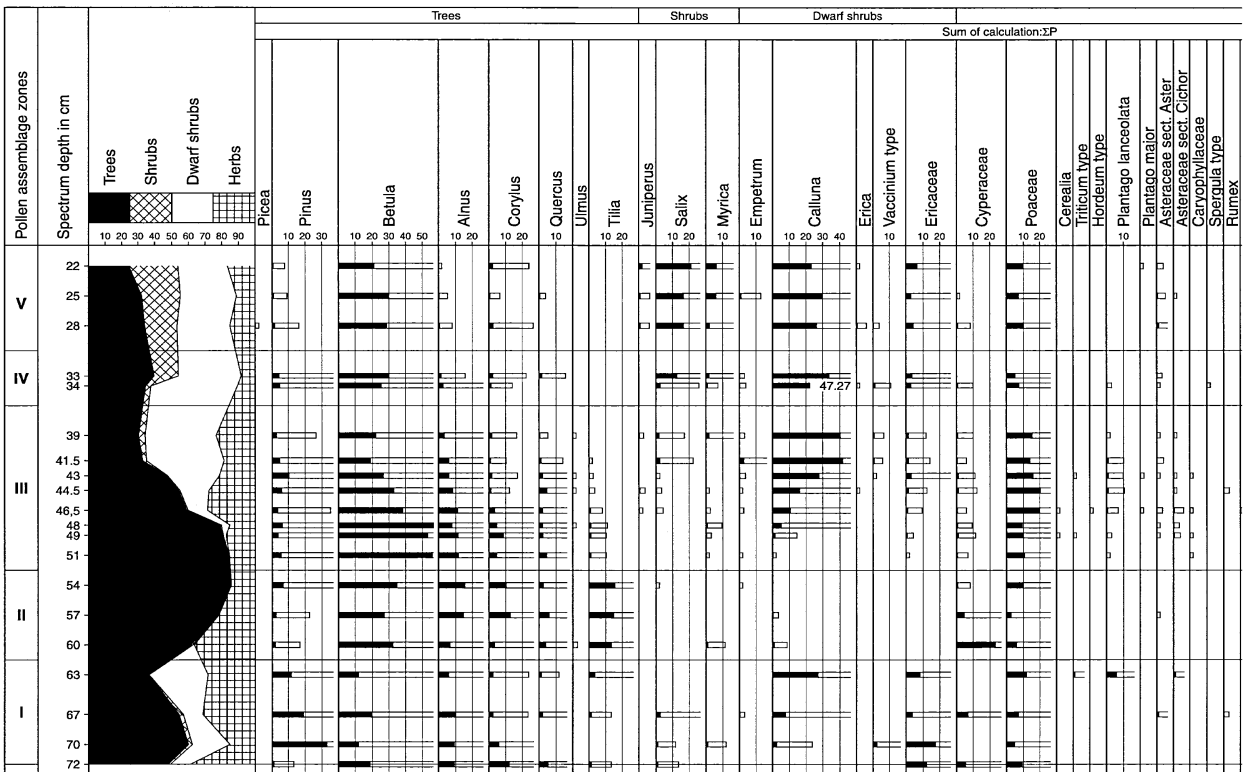 Trees Shrubs Dwarf shrubs
Sum of calculation:ΣP
Pollen assemblage zones
Spectrum depth in cm
Trees
Shrubs
Dwarf shrubs
Herbs
Picea
Pinus
Betula
Alnus
Corylus
Quercus
Ulmus
Tilia
Juniperus
Salix
Myrica
Empetrum
Calluna
Erica
Vaccinium type
Ericaceae
Cyperaceae
Poaceae
Cerealia
Triticum type
Hordeum type
Plantago lanceolata
Plantago major
Asteraceae sect. Aster
Asteraceae sect. Cichor
Caryophyllaceae
Spergula type
Rumex
10 20 30 40 50 60 70 80 90 10 20 30 10 20 30 40 50 10 20 10 20 10 10 20 10 20 10 10 10 20 30 40 10 10 20 10 20 10 20 10
22
V
25
28
IV
33
34 47.27
39
41.5
43
III
44.5
46,5
48
49
51
54
II
57
60
63
I
67
70
72